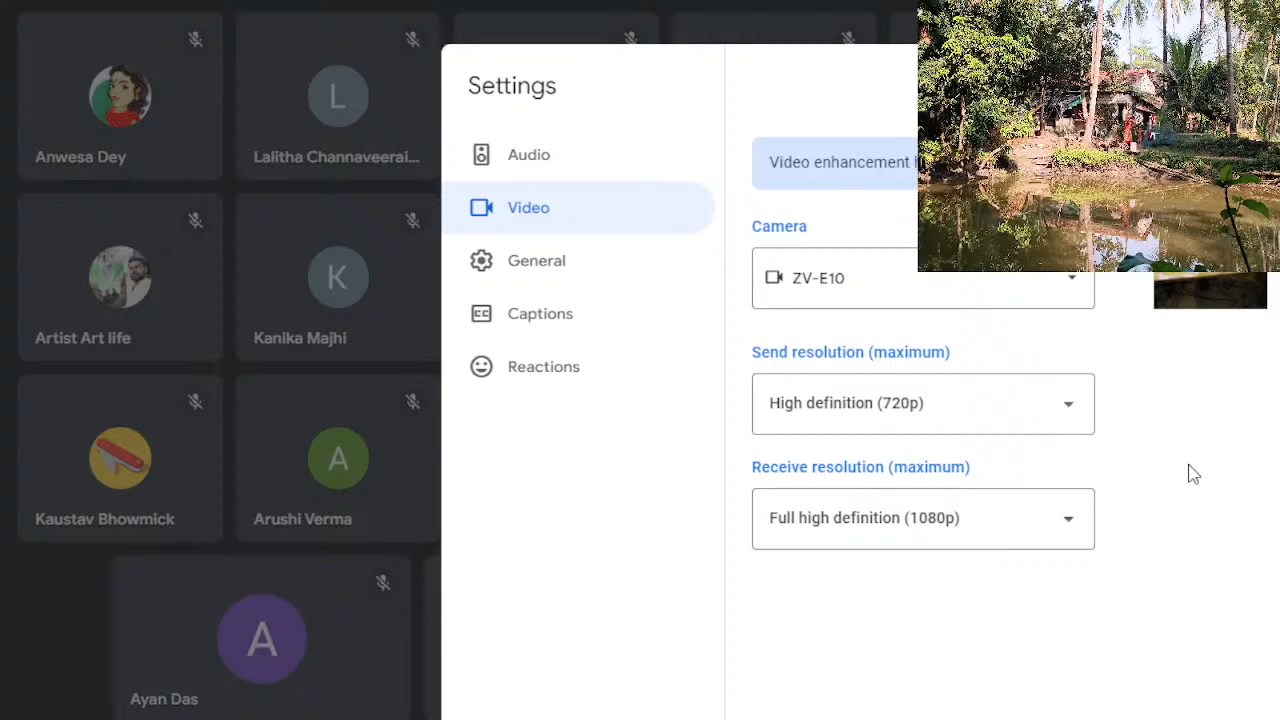 Anwesa Dey
L
Lalitha Channaveerai...
Artist Art life
K
Kanika Majhi
Kaustav Bhowmick
A
Arushi Verma
A
Ayan Das
Settings
Audio
Video
General
CC Captions
Reactions
Video enhancement
Camera
ZV-E10
Send resolution (maximum)
High definition (720p)
Receive resolution (maximum)
Full high definition (1080p)